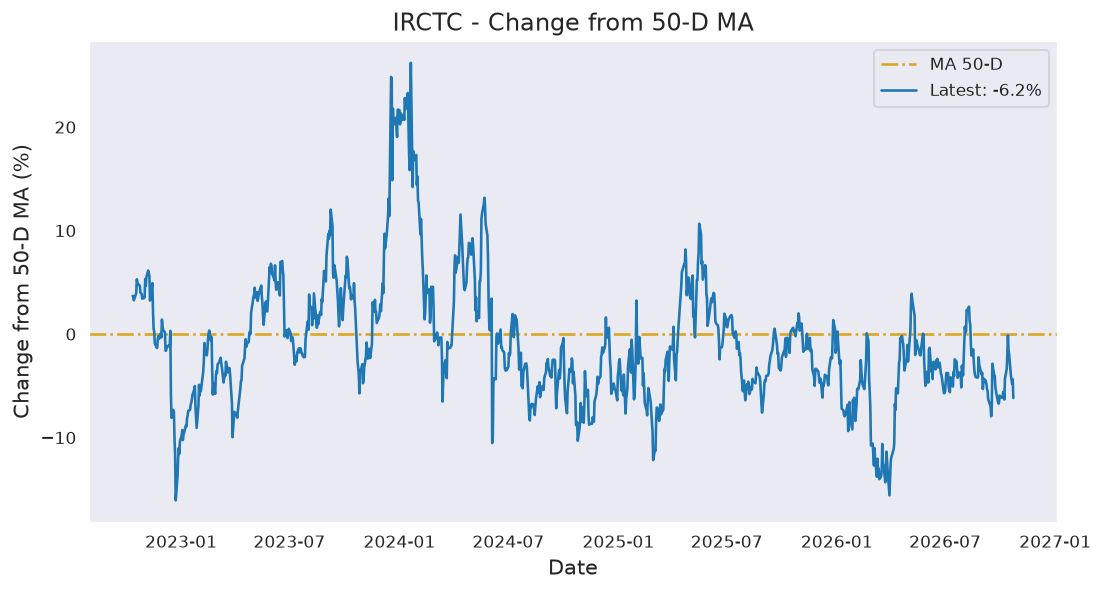 IRCTC - Change from 50-D MA
MA 50-D
Latest: -6.2%
Change from 50-D MA (%)
20
10
0
−10
2023-01
2023-07
2024-01
2024-07
2025-01
2025-07
2026-01
2026-07
2027-01
Date